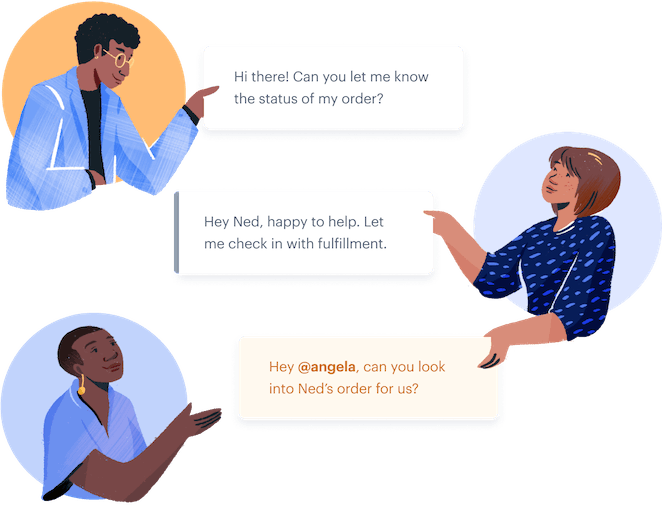 Hi there! Can you let me know
the status of my order?
Hey Ned, happy to help. Let
me check in with fulfillment.
Hey @angela, can you look
into Ned’s order for us?